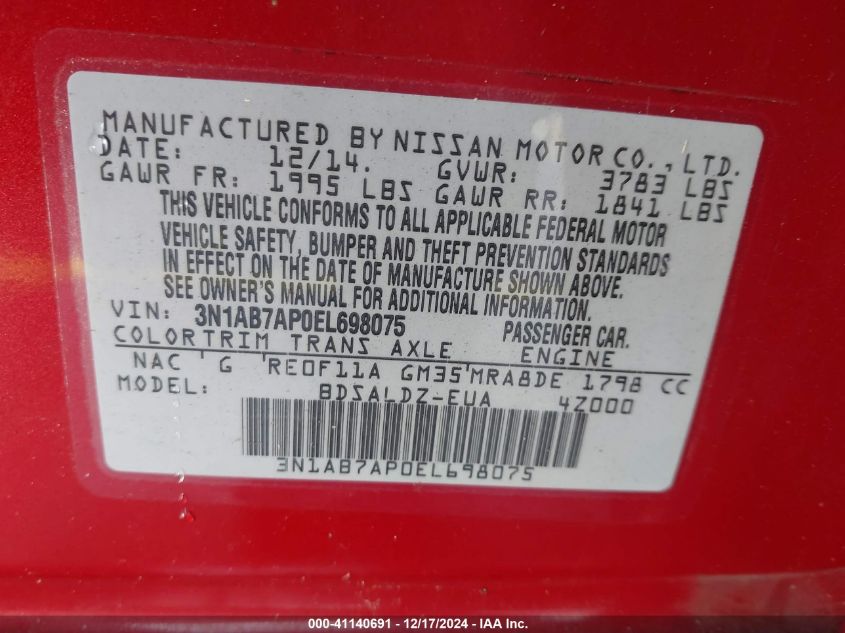 MANUFACTURED BY NISSAN MOTOR CO., LTD.
DATE: 12/14. GVWR: 3783 LBS
GAWR FR: 1995 LBS GAWR RR: 1841 LBS
THIS VEHICLE CONFORMS TO ALL APPLICABLE FEDERAL MOTOR
VEHICLE SAFETY, BUMPER AND THEFT PREVENTION STANDARDS
IN EFFECT ON THE DATE OF MANUFACTURE SHOWN ABOVE.
SEE OWNER'S MANUAL FOR ADDITIONAL INFORMATION.
VIN: 3N1AB7AP0EL698075 PASSENGER CAR.
COLOR TRIM TRANS AXLE ENGINE
NAC ' G 'RE0F11A GM35'MRA8DE 1798 CC
MODEL: BDSALDZ-EUA 4Z000
3N1AB7AP0EL698075
000-41140691 - 12/17/2024 - IAA Inc.